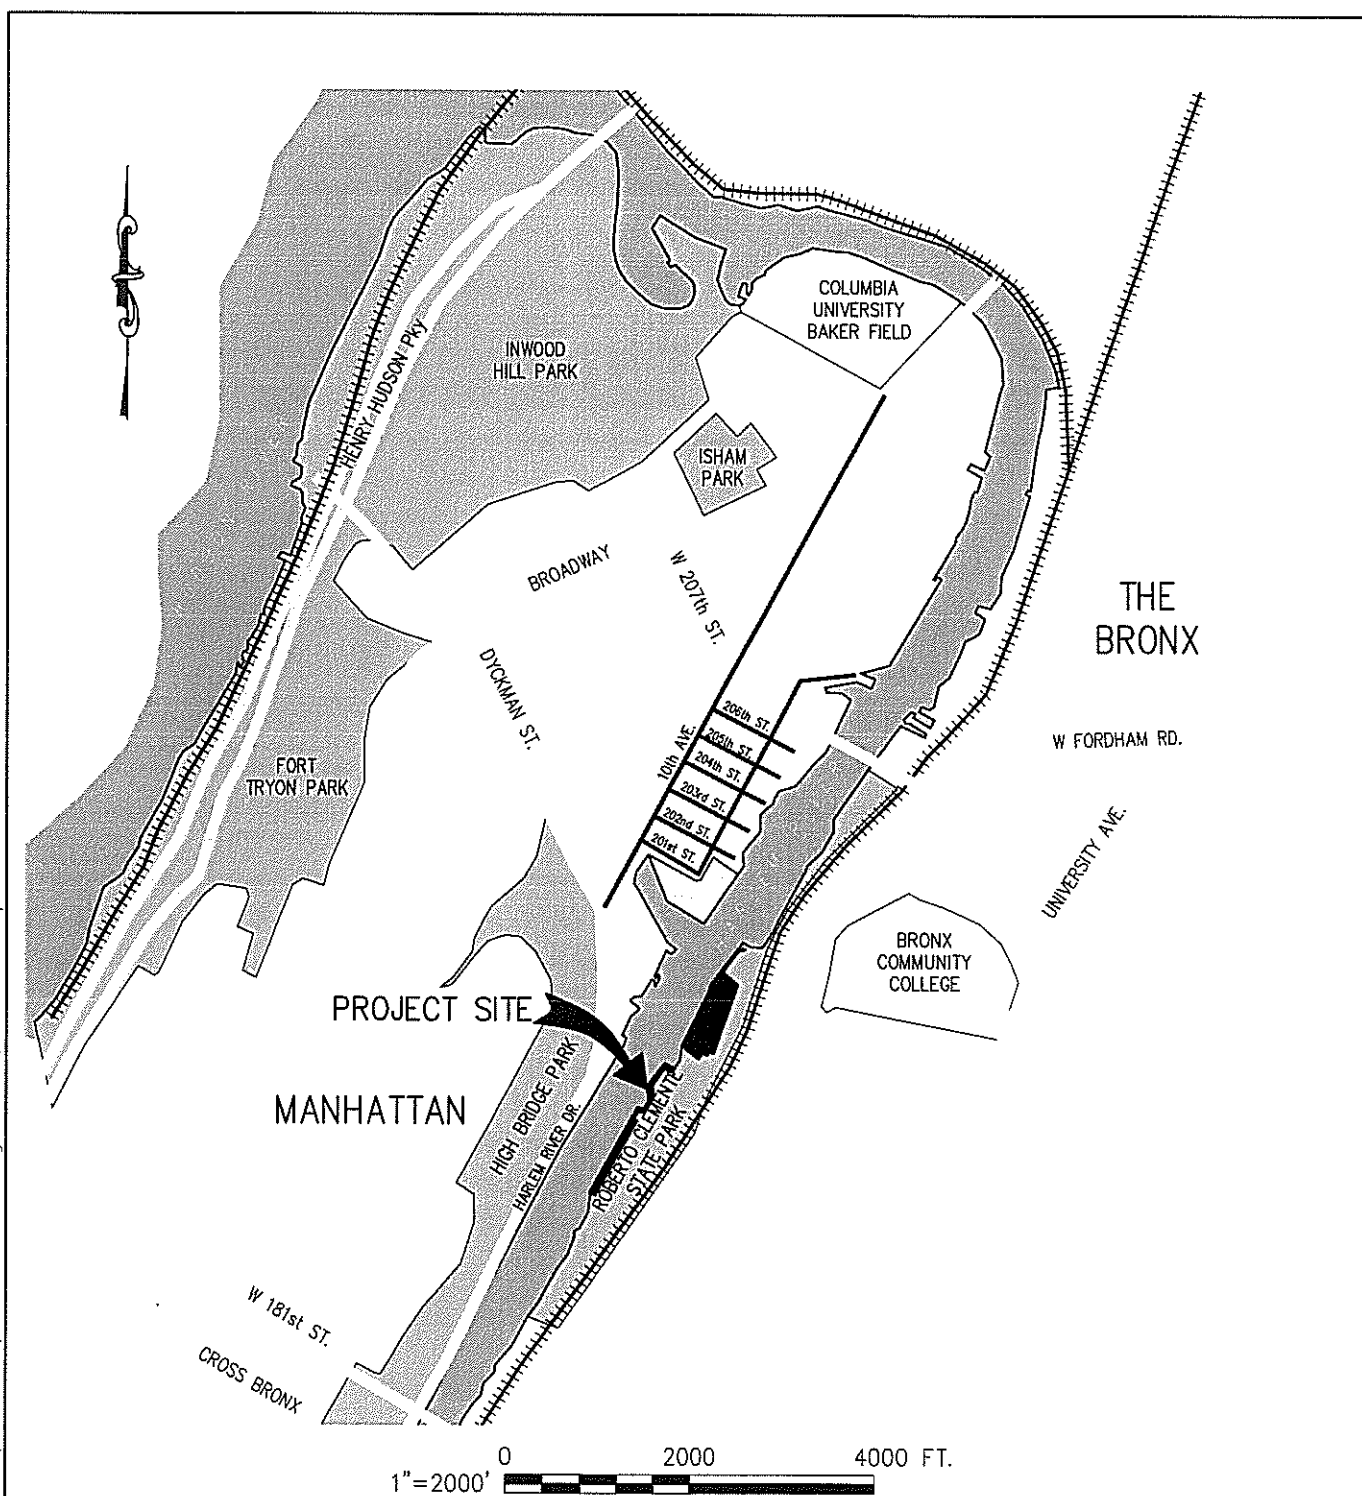 COLUMBIA
UNIVERSITY
BAKER FIELD
INWOOD
HILL PARK
HENRY HUDSON Pky
ISHAM
PARK
BROADWAY
W 207th ST.
THE
BRONX
DYCKMAN ST.
206th ST.
205th ST.
204th ST.
203rd ST.
202nd ST.
201st ST.
10th AVE.
W FORDHAM RD.
FORT
TRYON PARK
UNIVERSITY AVE.
BRONX
COMMUNITY
COLLEGE
PROJECT SITE
MANHATTAN
HIGH BRIDGE PARK
HARLEM RIVER DR.
ROBERTO CLEMENTE
STATE PARK
W 181st ST.
CROSS BRONX
0 2000 4000 FT.
1"=2000'